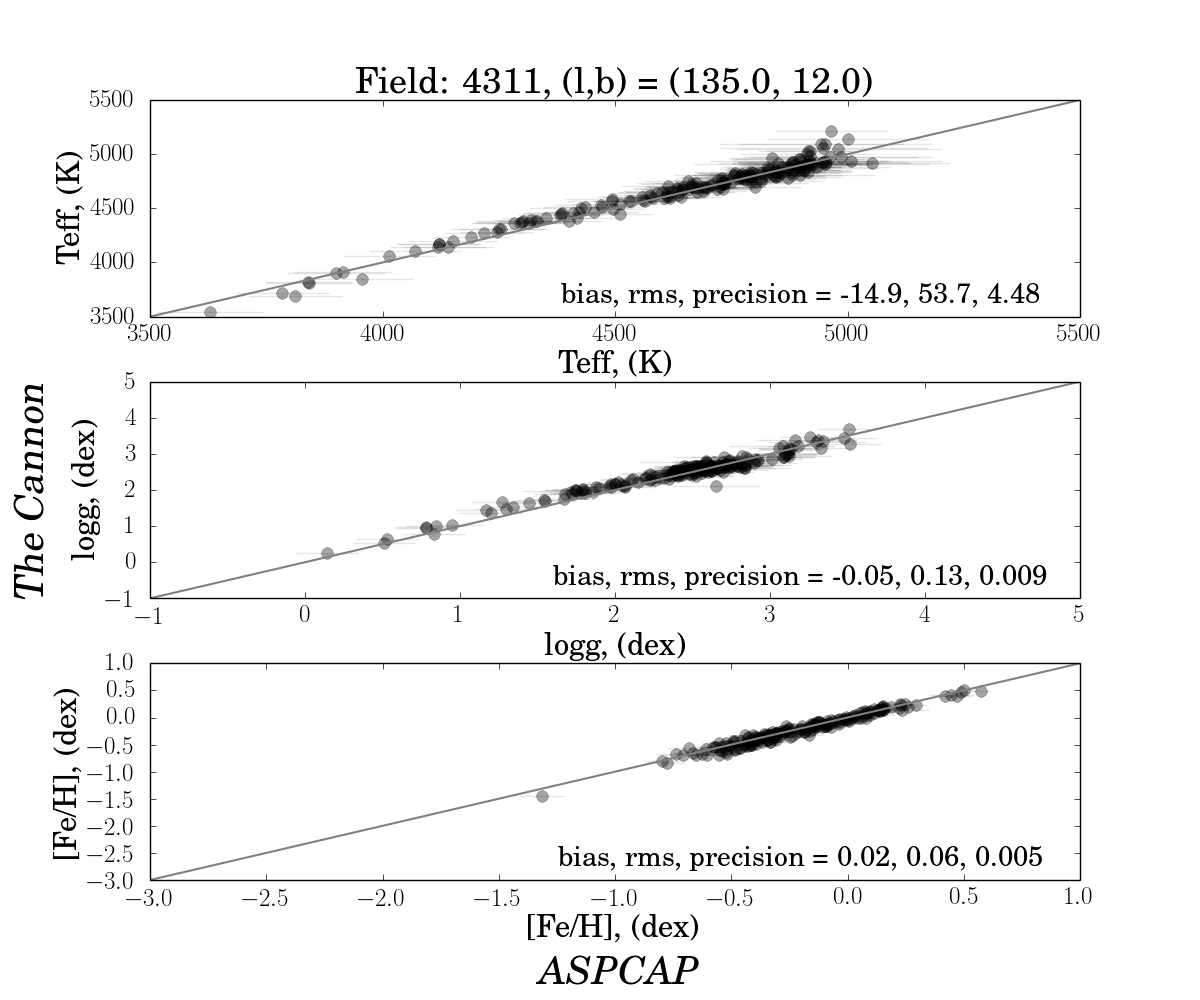 Field: 4311, (l,b) = (135.0, 12.0)
5500
5000
4500
4000
3500
Teff, (K)
bias, rms, precision = -14.9, 53.7, 4.48
3500 4000 4500 5000 5500
Teff, (K)
The Cannon
5
4
3
2
1
0
−1
logg, (dex)
bias, rms, precision = -0.05, 0.13, 0.009
−1 0 1 2 3 4 5
logg, (dex)
1.0
0.5
0.0
−0.5
−1.0
−1.5
−2.0
−2.5
−3.0
[Fe/H], (dex)
bias, rms, precision = 0.02, 0.06, 0.005
−3.0 −2.5 −2.0 −1.5 −1.0 −0.5 0.0 0.5 1.0
[Fe/H], (dex)
ASPCAP